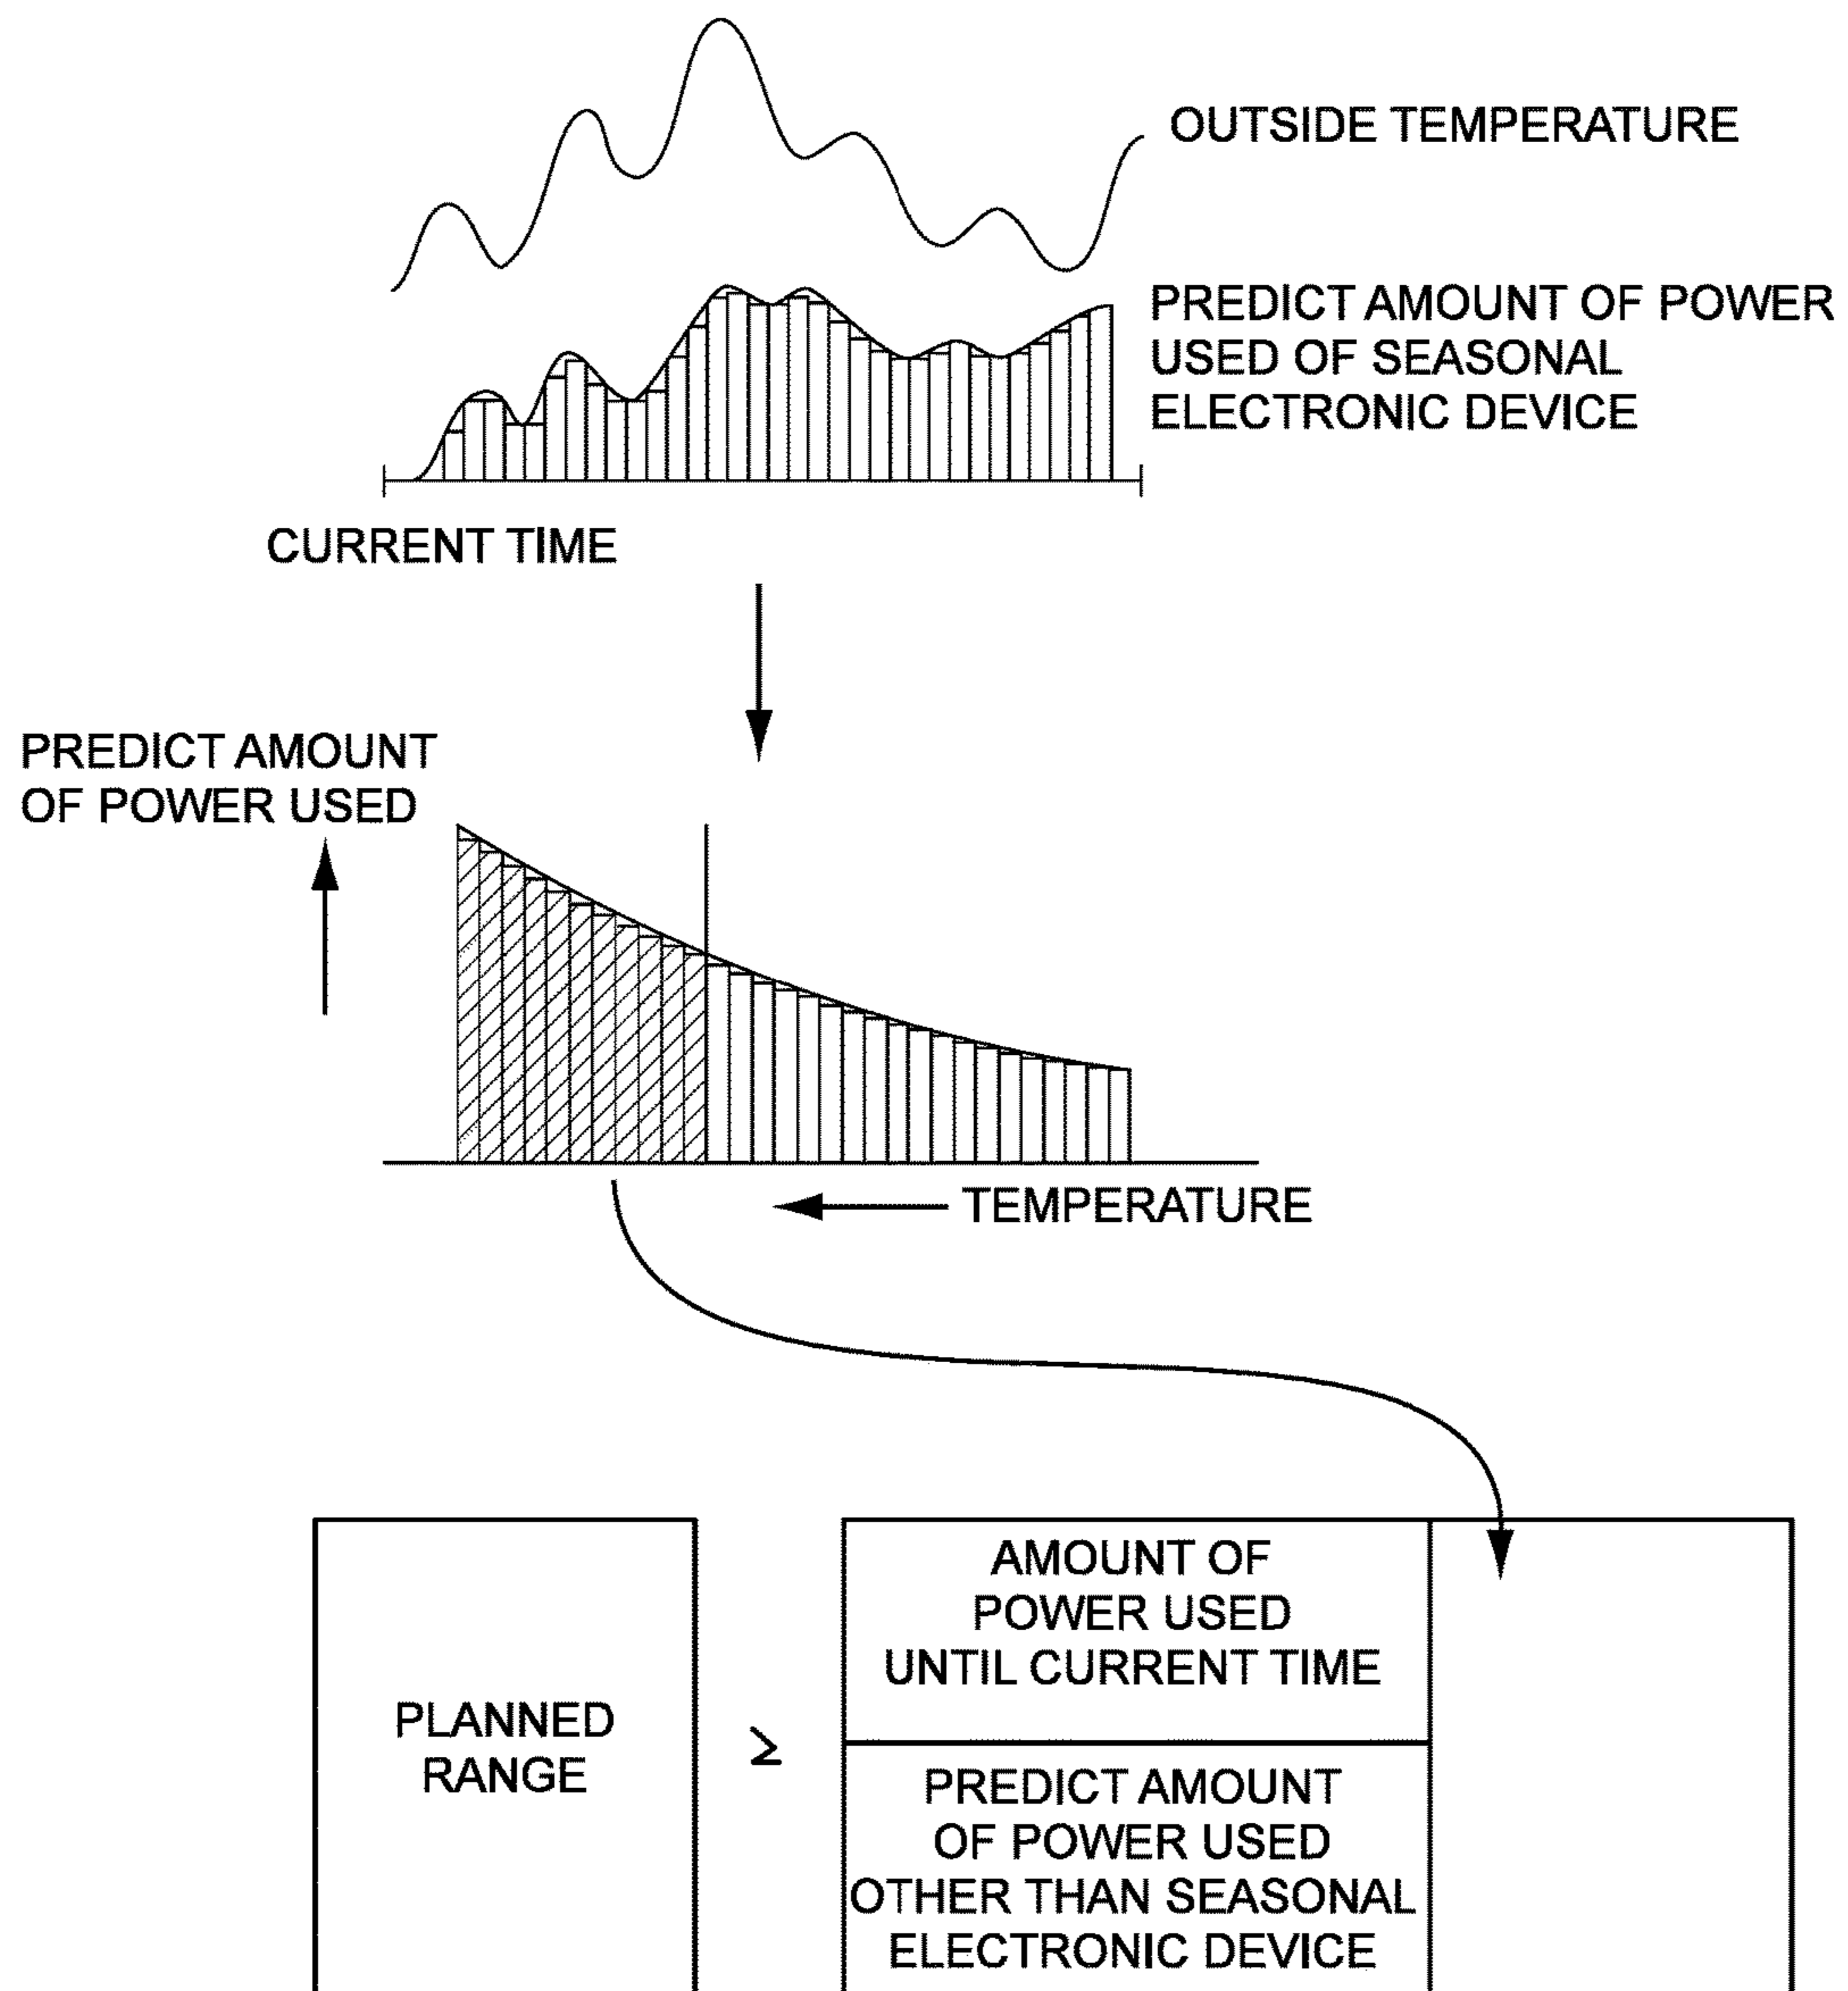 OUTSIDE TEMPERATURE
PREDICT AMOUNT OF POWER
USED OF SEASONAL
ELECTRONIC DEVICE
CURRENT TIME
PREDICT AMOUNT
OF POWER USED
TEMPERATURE
PLANNED
RANGE
≥
AMOUNT OF
POWER USED
UNTIL CURRENT TIME
PREDICT AMOUNT
OF POWER USED
OTHER THAN SEASONAL
ELECTRONIC DEVICE